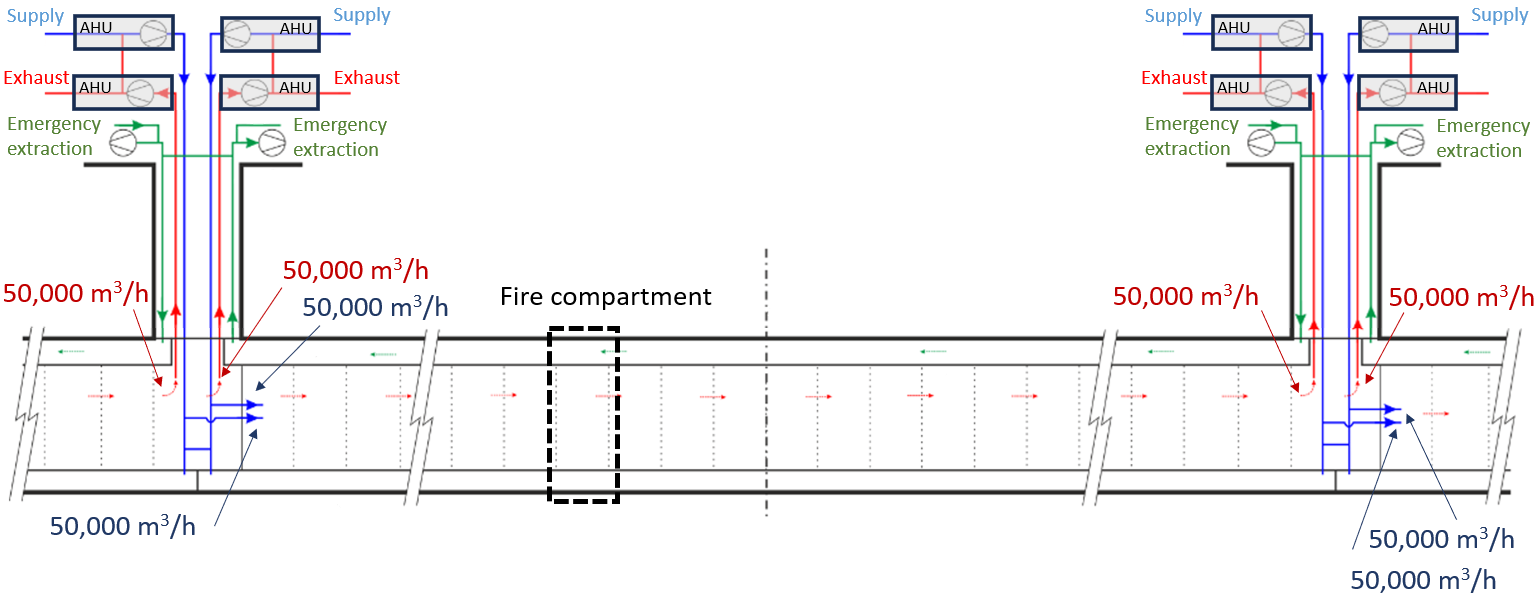 Supply
AHU
AHU
Supply
Supply
AHU
AHU
Supply
Exhaust
AHU
AHU
Exhaust
Exhaust
AHU
AHU
Exhaust
Emergency
extraction
Emergency
extraction
Emergency
extraction
Emergency
extraction
50,000 m³/h
50,000 m³/h
50,000 m³/h
Fire compartment
50,000 m³/h
50,000 m³/h
50,000 m³/h
50,000 m³/h
50,000 m³/h